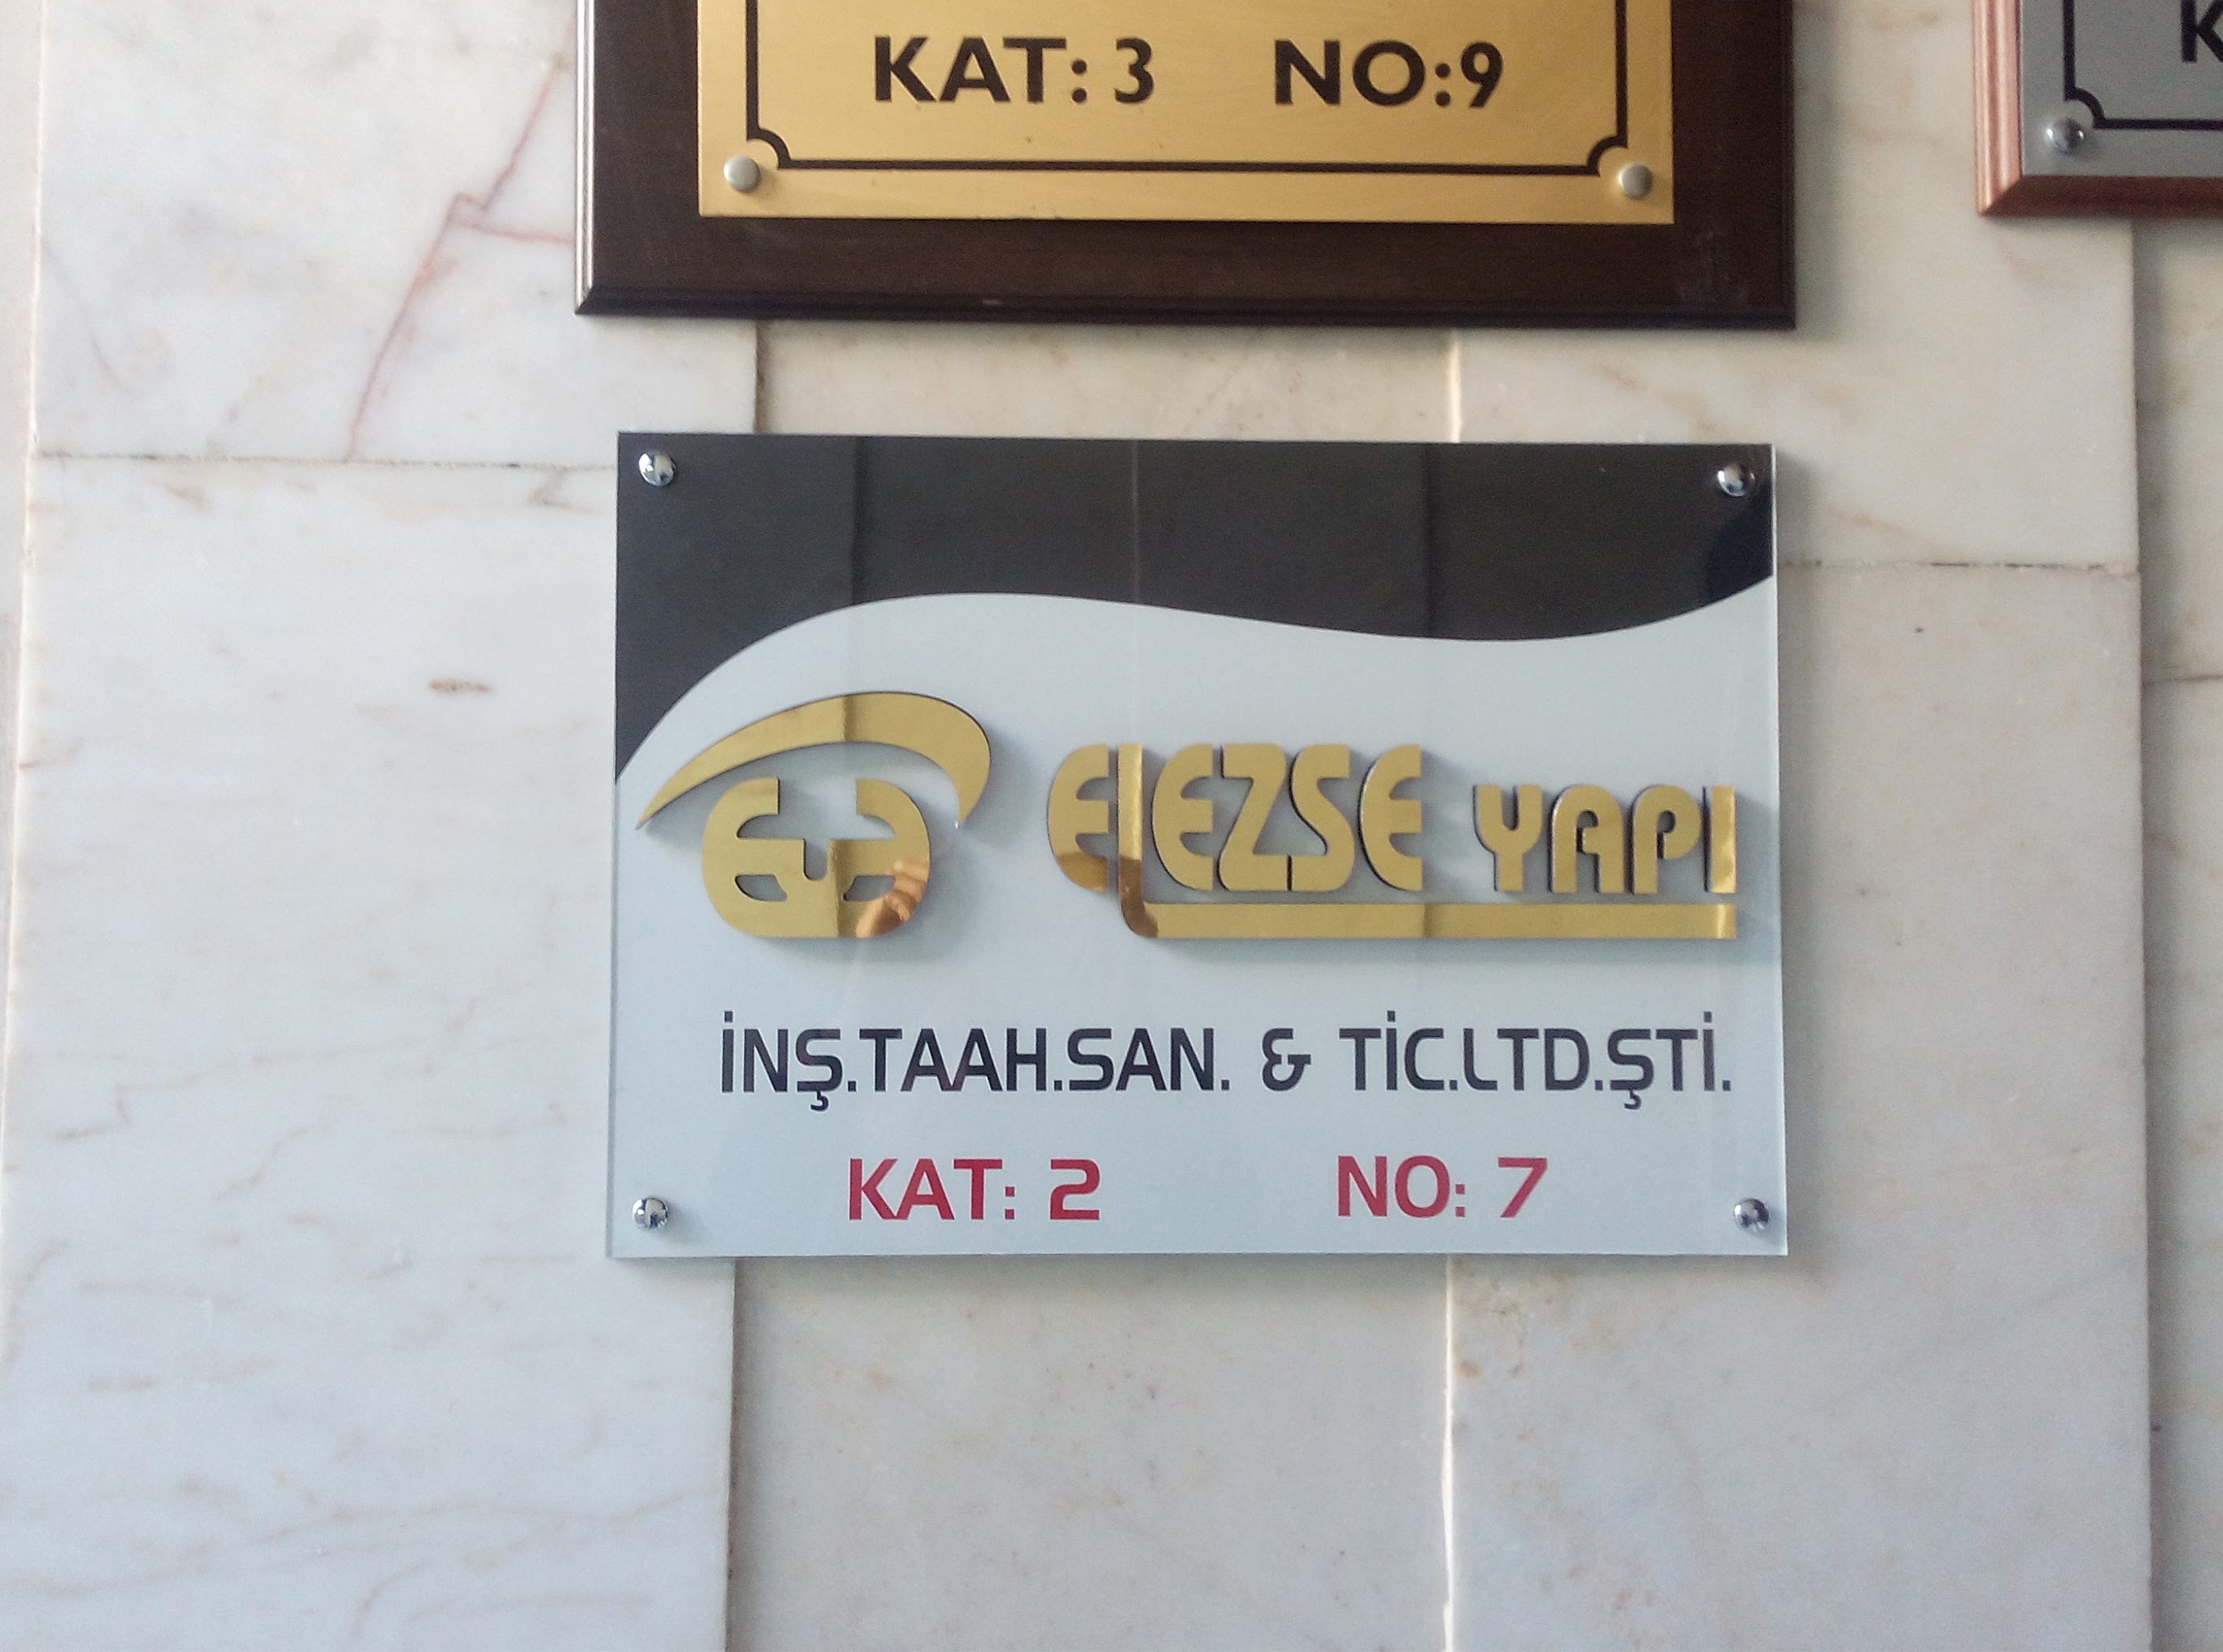 KAT: 3 NO:9
K
ELEZSE YAPI
İNŞ.TAAH.SAN. & TİC.LTD.ŞTİ.
KAT: 2 NO: 7